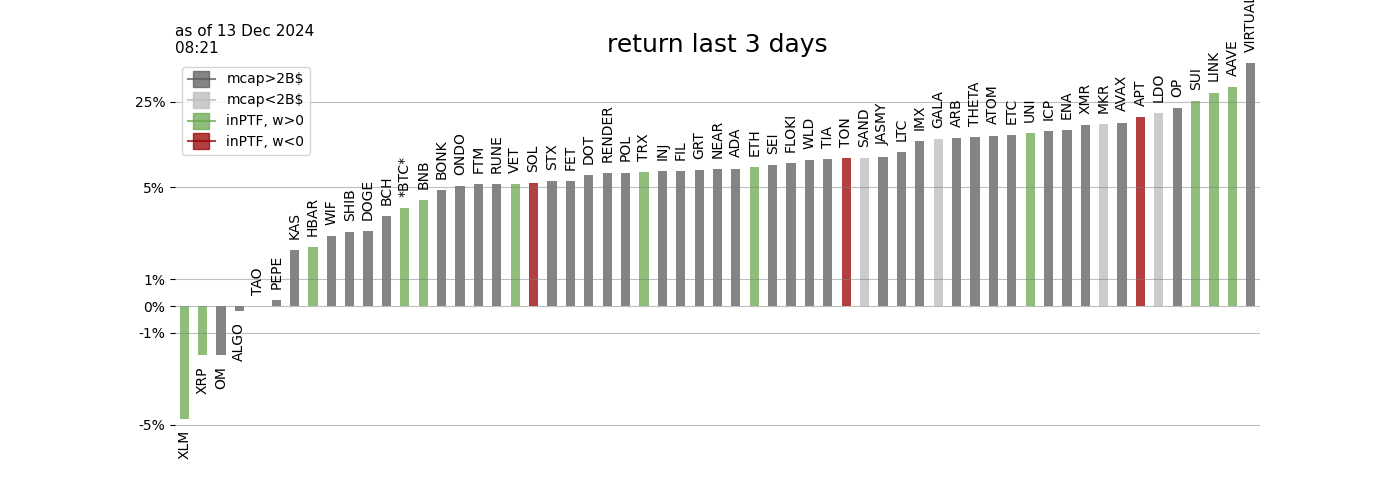 as of 13 Dec 2024
08:21
return last 3 days
mcap>2B$
mcap<2B$
inPTF, w>0
inPTF, w<0
25%
5%
1%
0%
-1%
-5%
XLM
XRP
OM
ALGO
TAO
PEPE
KAS
HBAR
WIF
SHIB
DOGE
BCH
*BTC*
BNB
BONK
ONDO
FTM
RUNE
VET
SOL
STX
FET
DOT
RENDER
POL
TRX
INJ
FIL
GRT
NEAR
ADA
ETH
SEI
FLOKI
WLD
TIA
TON
SAND
JASMY
LTC
IMX
GALA
ARB
THETA
ATOM
ETC
UNI
ICP
ENA
XMR
MKR
AVAX
APT
LDO
OP
SUI
LINK
AAVE
VIRTUAL